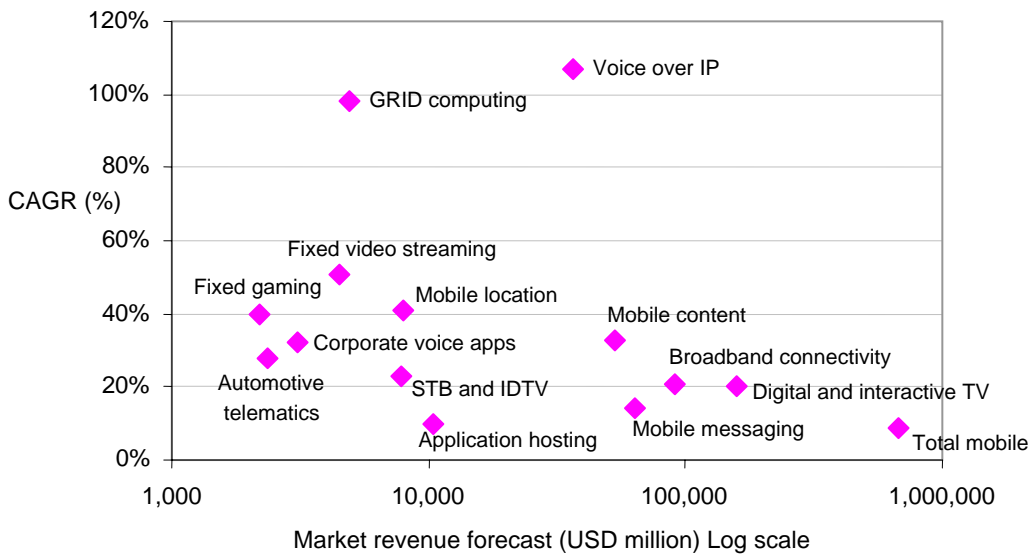 120%
Voice over IP
100%
GRID computing
80%
CAGR (%)
60%
Fixed video streaming
Fixed gaming
Mobile location
40%
Mobile content
Corporate voice apps
Broadband connectivity
20%
Automotive
telematics
STB and IDTV
Digital and interactive TV
Application hosting
Mobile messaging
Total mobile
0%
1,000
10,000
100,000
1,000,000
Market revenue forecast (USD million) Log scale